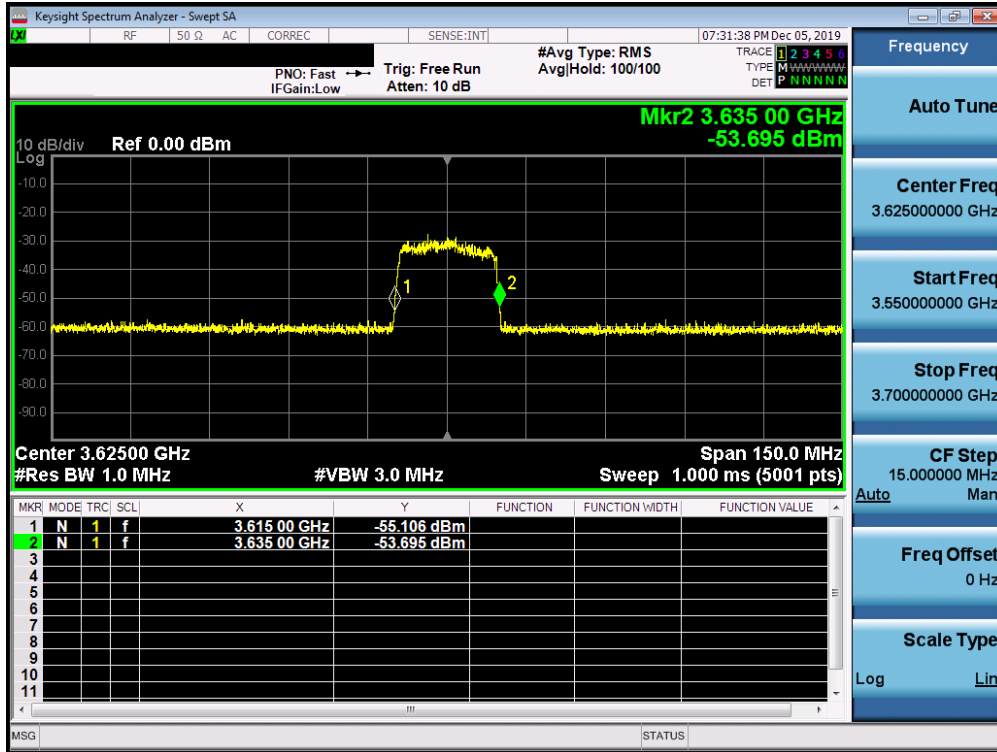 Keysight Spectrum Analyzer - Swept SA
LXI RF 50 Ω AC CORREC SENSE:INT 07:31:38 PM Dec 05, 2019
PNO: Fast
IFGain:Low
Trig: Free Run
Atten: 10 dB
#Avg Type: RMS
Avg|Hold: 100/100
TRACE 1 2 3 4 5 6
TYPE M WWWWW
DET P N N N N N
Mkr2 3.635 00 GHz
-53.695 dBm
10 dB/div Ref 0.00 dBm
Log
-10.0
-20.0
-30.0
-40.0
-50.0
-60.0
-70.0
-80.0
-90.0
1
2
Center 3.62500 GHz Span 150.0 MHz
#Res BW 1.0 MHz #VBW 3.0 MHz Sweep 1.000 ms (5001 pts)
MKR MODE TRC SCL X Y FUNCTION FUNCTION WIDTH FUNCTION VALUE
1 N 1 f 3.615 00 GHz -55.106 dBm
2 N 1 f 3.635 00 GHz -53.695 dBm
3
4
5
6
7
8
9
10
11
MSG STATUS
Frequency
Auto Tune
Center Freq
3.625000000 GHz
Start Freq
3.550000000 GHz
Stop Freq
3.700000000 GHz
CF Step
15.000000 MHz
Auto Man
Freq Offset
0 Hz
Scale Type
Log Lin